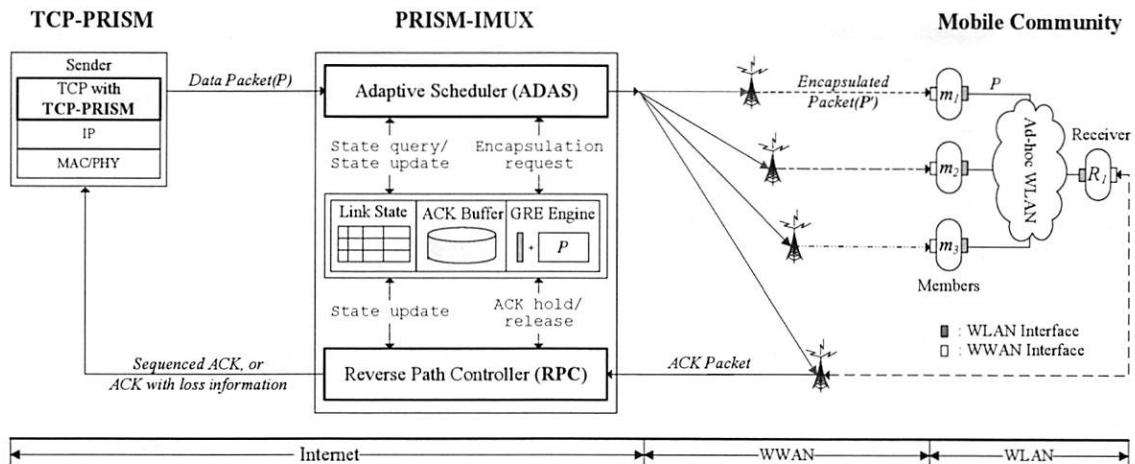 TCP-PRISM
PRISM-IMUX
Mobile Community
Sender
TCP with
TCP-PRISM
IP
MAC/PHY
Data Packet(P)
Adaptive Scheduler (ADAS)
State query/
State update
Encapsulation
request
Link State
ACK Buffer
GRE Engine
+
P
State update
ACK hold/
release
Reverse Path Controller (RPC)
Sequenced ACK, or
ACK with loss information
Encapsulated
Packet(P')
ACK Packet
m1
m2
m3
Members
P
Ad-hoc WLAN
Receiver
R1
: WLAN Interface
: WWAN Interface
Internet
WWAN
WLAN